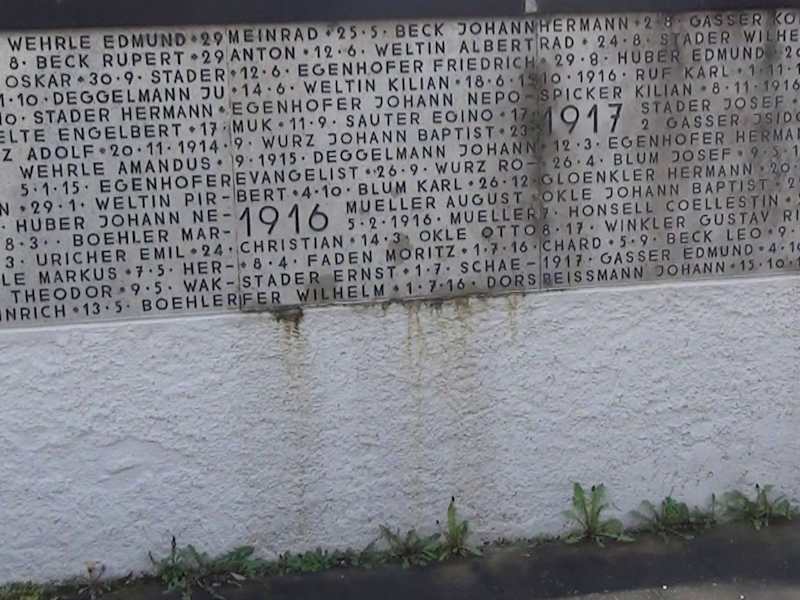 WEHRLE EDMUND · 29
8 · BECK RUPERT · 29
OSKAR · 30 · 9 · STADER
1 · 10 · DEGGELMANN JU
10 · STADER HERMANN ·
ELTE ENGELBERT · 17 ·
Z ADOLF · 20 · 11 · 1914 ·
WEHRLE AMANDUS ·
5 · 1 · 15 · EGENHOFER
N · 29 · 1 · WELTIN PIR-
HUBER JOHANN NE-
8 · 3 · · BOEHLER MAR-
3 · URICHER EMIL · 24 ·
LE MARKUS · 7 · 5 · HER-
THEODOR · 9 · 5 · WAK-
INRICH · 13 · 5 · BOEHLER
MEINRAD · 25 · 5 · BECK JOHANN
ANTON · 12 · 6 · WELTIN ALBERT
· 12 · 6 · EGENHOFER FRIEDRICH
· 14 · 6 · WELTIN KILIAN · 18 · 6 ·
EGENHOFER JOHANN NEPO-
MUK · 11 · 9 · SAUTER EGINO · 17 ·
9 · WURZ JOHANN BAPTIST · 23 ·
9 · 1915 · DEGGELMANN JOHANN
EVANGELIST · 26 · 9 · WURZ RO-
BERT · 4 · 10 · BLUM KARL · 26 · 12 ·
1916 MUELLER AUGUST ·
5 · 2 · 1916 · MUELLER
CHRISTIAN · 14 · 3 · OKLE OTTO
· 8 · 4 · FADEN MORITZ · 1 · 7 · 16 ·
STADER ERNST · 1 · 7 · SCHAE-
FER WILHELM · 1 · 7 · 16 · DORS
HERMANN · 2 · 8 · GASSER KO
RAD · 24 · 8 · STADER WILHE
· 29 · 8 · HUBER EDMUND · 26
10 · 1916 · RUF KARL · 1 · 11 · 1
SPICKER KILIAN · 8 · 11 · 1916
1917 STADER JOSEF ·
2 GASSER ISIDO
· 12 · 3 · EGENHOFER HERMAN
· 26 · 4 · BLUM JOSEF · 9 · 5 · 1
GLOENKLER HERMANN · 20 ·
OKLE JOHANN BAPTIST · 2
7 · HONSELL COELLESTIN ·
8 · 17 · WINKLER GUSTAV RI
CHARD · 5 · 9 · BECK LEO · 9 ·
1917 · GASSER EDMUND · 4 · 10
BEISSMANN JOHANN · 15 · 10 · 1